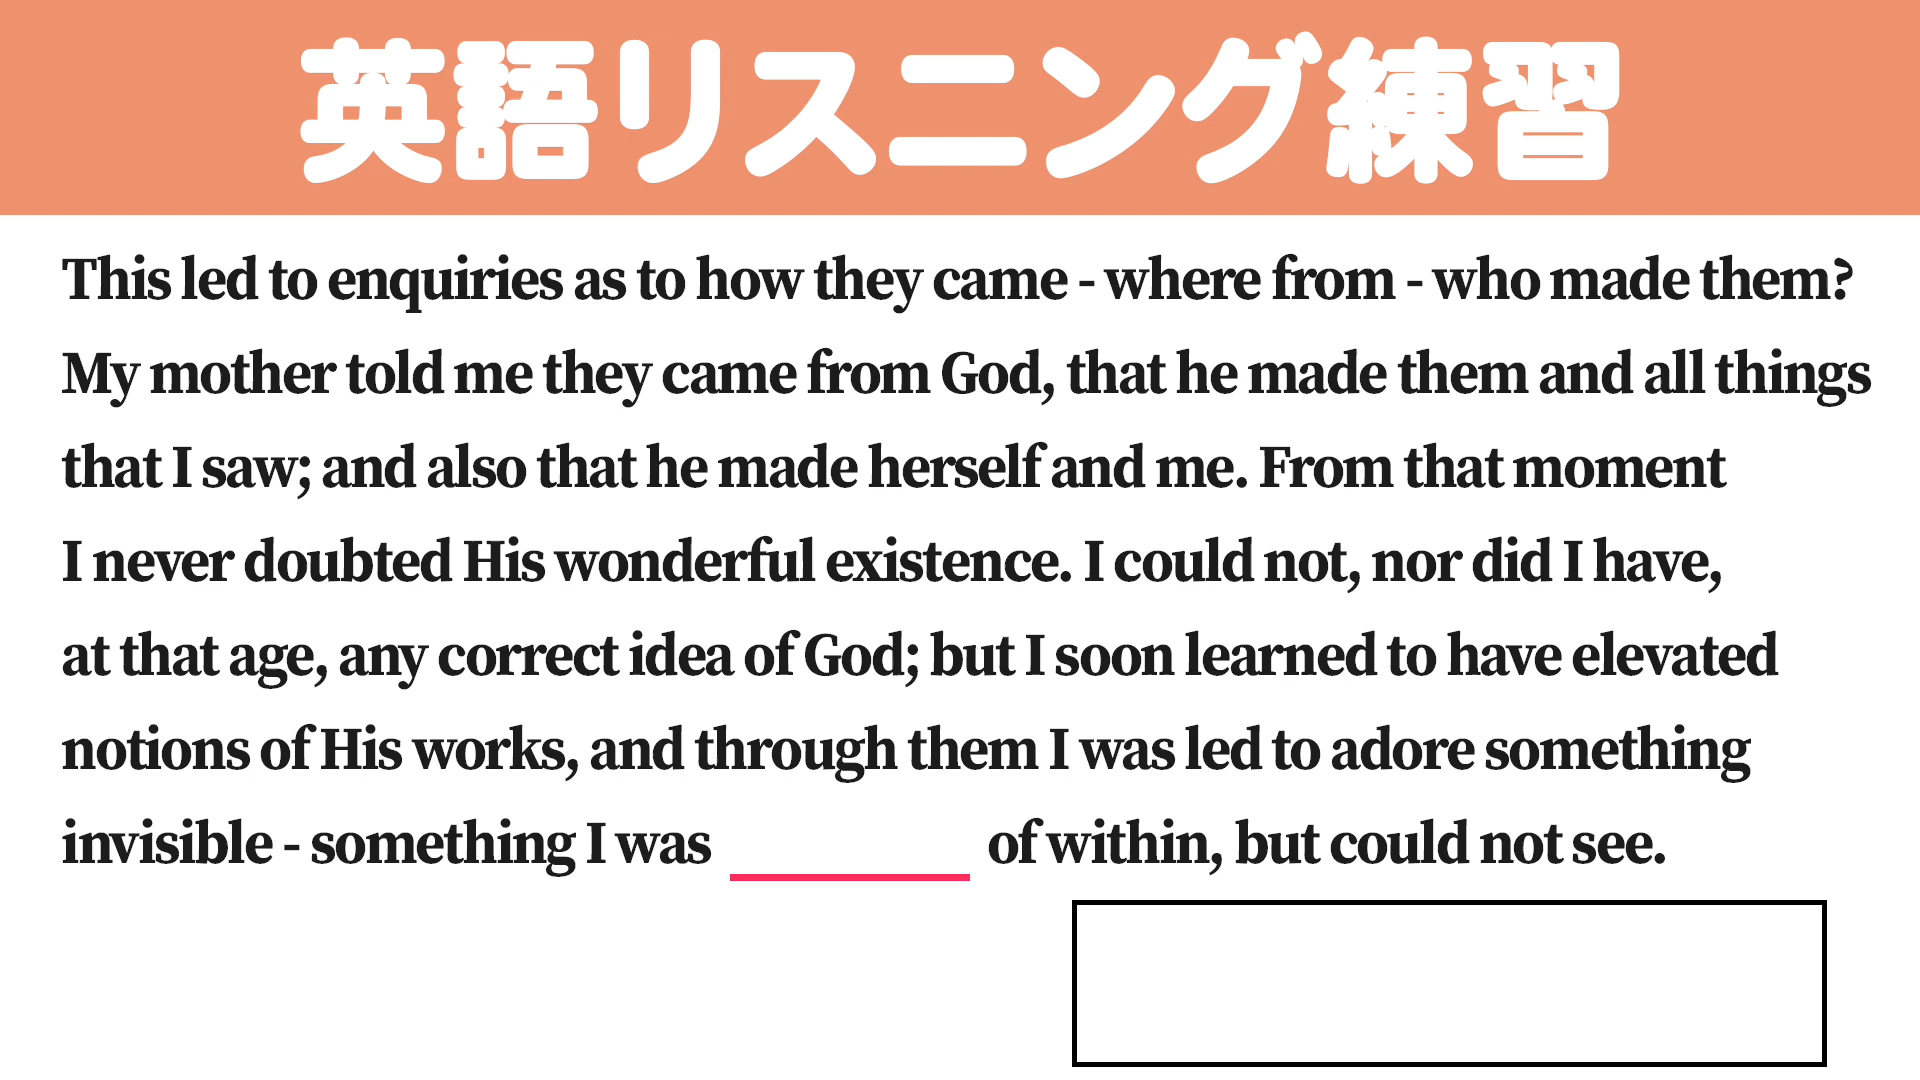 英語リスニング練習
This led to enquiries as to how they came - where from - who made them?
My mother told me they came from God, that he made them and all things
that I saw; and also that he made herself and me. From that moment
I never doubted His wonderful existence. I could not, nor did I have,
at that age, any correct idea of God; but I soon learned to have elevated
notions of His works, and through them I was led to adore something
invisible - something I was of within, but could not see.